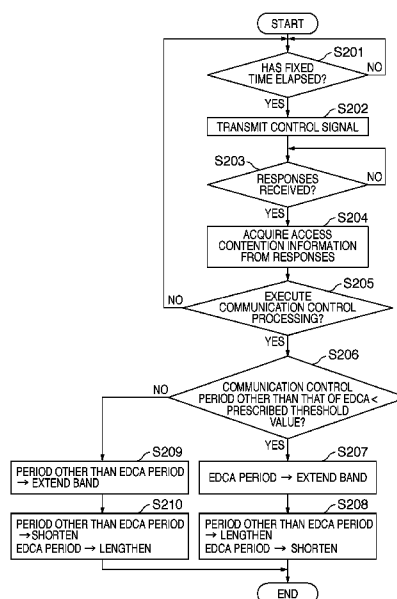 START
S201
HAS FIXED
TIME ELAPSED?
NO
YES
S202
TRANSMIT CONTROL SIGNAL
S203
RESPONSES
RECEIVED?
NO
YES
S204
ACQUIRE ACCESS
CONTENTION INFORMATION
FROM RESPONSES
S205
EXECUTE
COMMUNICATION CONTROL
PROCESSING?
NO
YES
S206
COMMUNICATION CONTROL
PERIOD OTHER THAN THAT OF EDCA <
PRESCRIBED THRESHOLD
VALUE?
NO
YES
S209
PERIOD OTHER THAN EDCA PERIOD
→ EXTEND BAND
S207
EDCA PERIOD → EXTEND BAND
S210
PERIOD OTHER THAN EDCA PERIOD
→SHORTEN
EDCA PERIOD → LENGTHEN
S208
PERIOD OTHER THAN EDCA PERIOD
→ LENGTHEN
EDCA PERIOD → SHORTEN
END